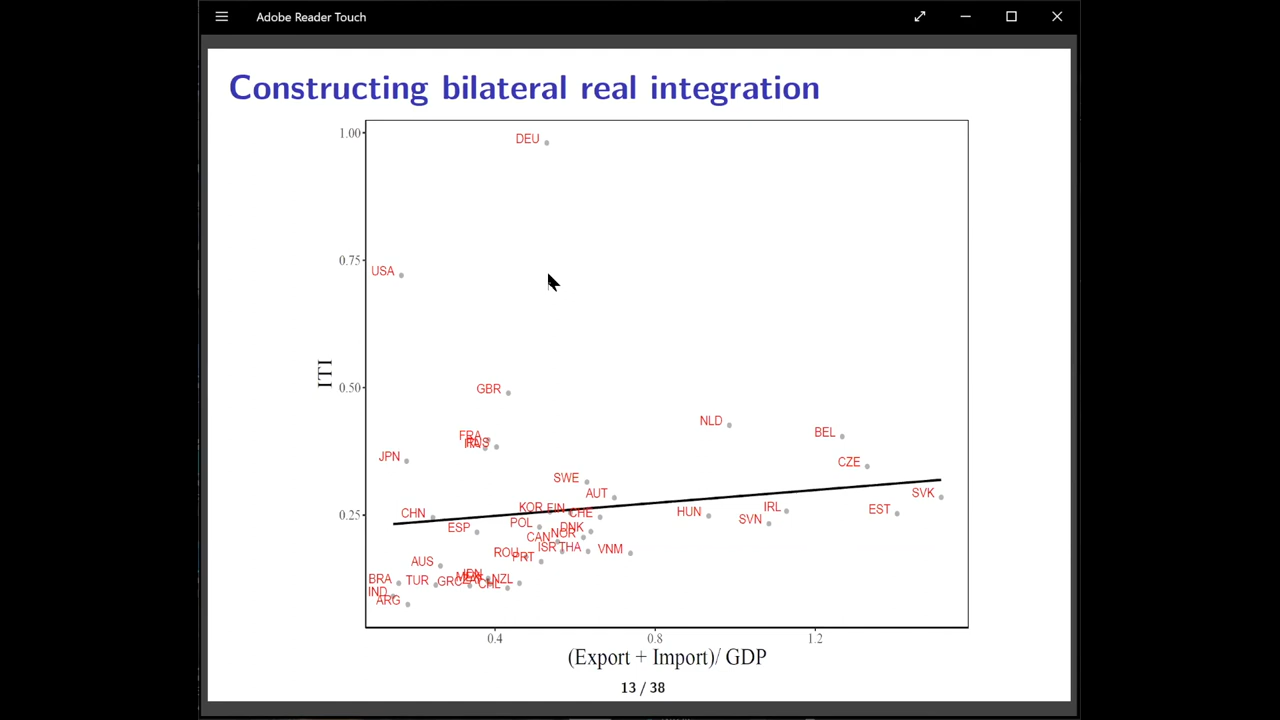 Adobe Reader Touch
Constructing bilateral real integration
1.00
DEU
0.75
USA
ITI
0.50
GBR
NLD
BEL
FRA
JPN
CZE
SWE
AUT
SVK
KOR FIN CHE
CHN
0.25
HUN
IRL
EST
SVN
ESP
POL
DNK
CAN NOR
ISR THA
VNM
ROU PRT
AUS
BRA
TUR
GRC
NZL
CHL
IND
ARG
0.4
0.8
1.2
(Export + Import)/ GDP
13 / 38